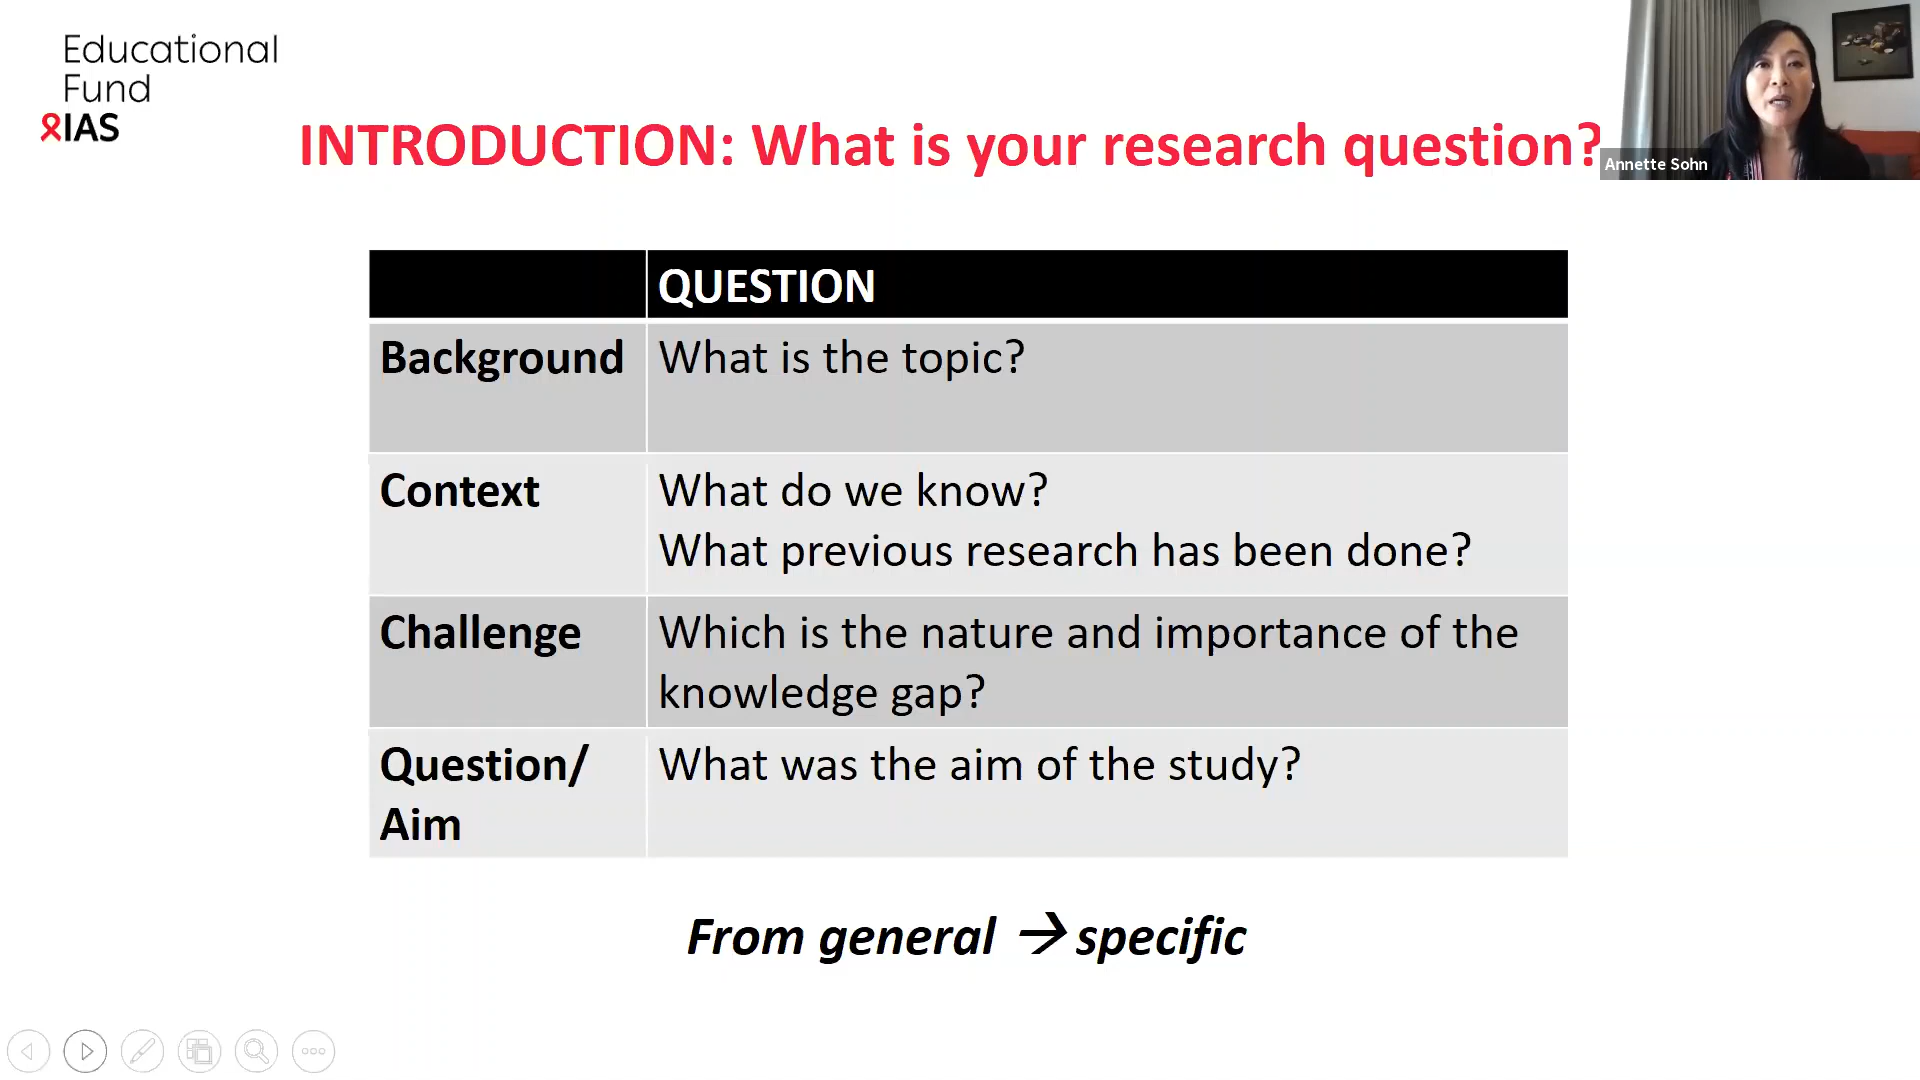 Educational
Fund
IAS
INTRODUCTION: What is your research question?
Annette Sohn
QUESTION
Background
What is the topic?
Context
What do we know?
What previous research has been done?
Challenge
Which is the nature and importance of the
knowledge gap?
Question/
Aim
What was the aim of the study?
From general → specific